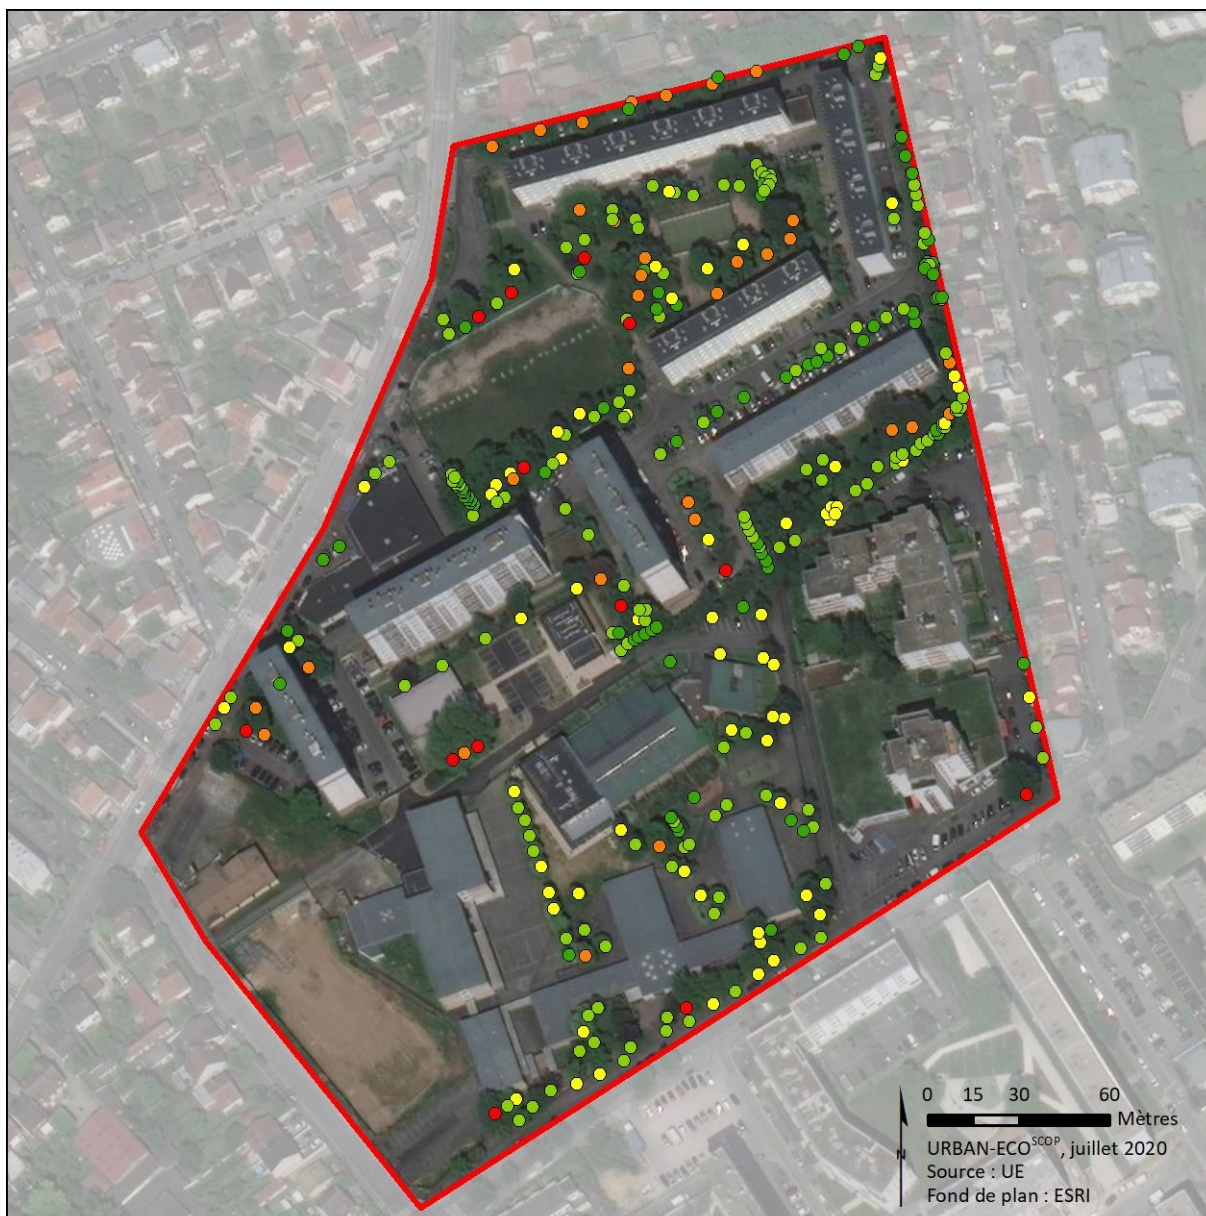 0 15 30 60
Mètres
N
URBAN-ECO^SCOP, juillet 2020
Source : UE
Fond de plan : ESRI